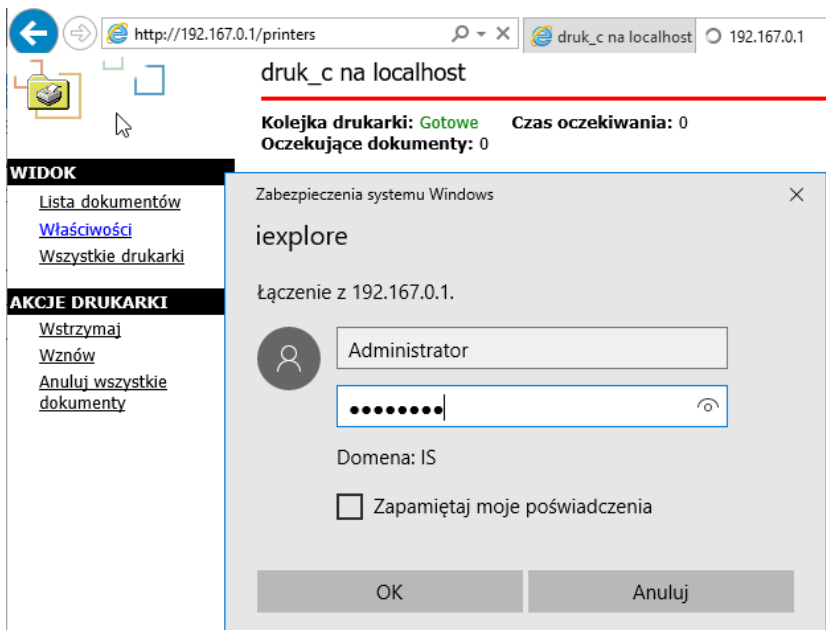 http://192.167.0.1/printers
druk_c na localhost
192.167.0.1
druk_c na localhost
Kolejka drukarki: Gotowe Czas oczekiwania: 0
Oczekujące dokumenty: 0
WIDOK
Lista dokumentów
Właściwości
Wszystkie drukarki
AKCJE DRUKARKI
Wstrzymaj
Wznów
Anuluj wszystkie
dokumenty
Zabezpieczenia systemu Windows
iexplore
Łączenie z 192.167.0.1.
Administrator
●●●●●●●●
Domena: IS
Zapamiętaj moje poświadczenia
OK
Anuluj